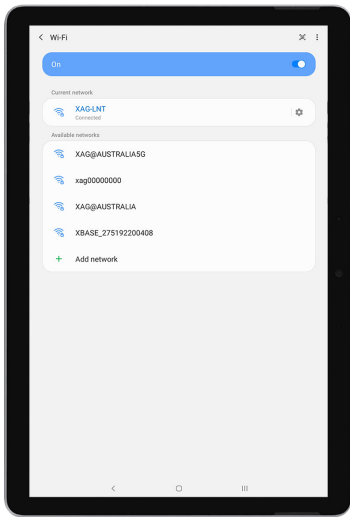 Wi-Fi
On
Current network
XAG-LNT
Connected
Available networks
XAG@AUSTRALIA5G
xag00000000
XAG@AUSTRALIA
XBASE_275192200408
Add network